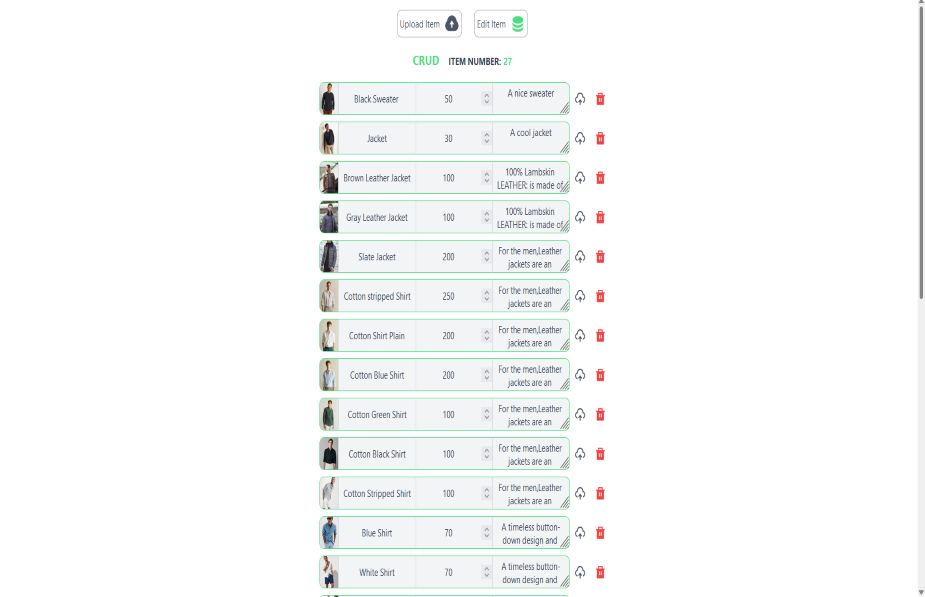 Upload Item
Edit Item
CRUD ITEM NUMBER: 27
Black Sweater 50 A nice sweater
Jacket 30 A cool jacket
Brown Leather Jacket 100 100% Lambskin
LEATHER: is made of
Gray Leather Jacket 100 100% Lambskin
LEATHER: is made of
Slate Jacket 200 For the men,Leather
jackets are an
Cotton stripped Shirt 250 For the men,Leather
jackets are an
Cotton Shirt Plain 200 For the men,Leather
jackets are an
Cotton Blue Shirt 200 For the men,Leather
jackets are an
Cotton Green Shirt 100 For the men,Leather
jackets are an
Cotton Black Shirt 100 For the men,Leather
jackets are an
Cotton Stripped Shirt 100 For the men,Leather
jackets are an
Blue Shirt 70 A timeless button-
down design and
White Shirt 70 A timeless button-
down design and